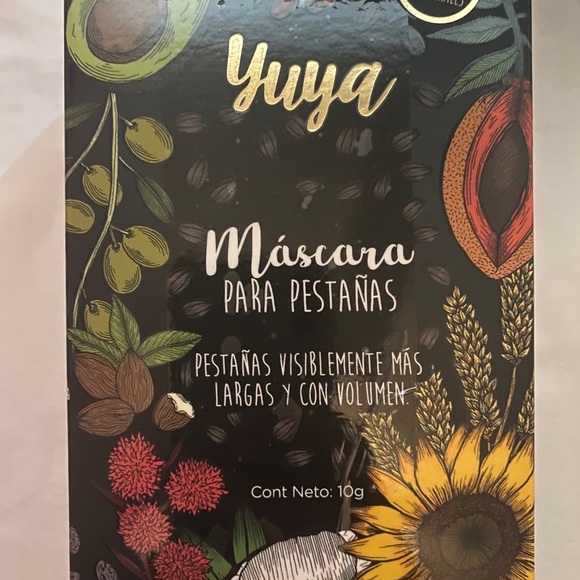 Yuya
Máscara
PARA PESTAÑAS
PESTAÑAS VISIBLEMENTE MÁS
LARGAS Y CON VOLUMEN.
Cont Neto: 10g